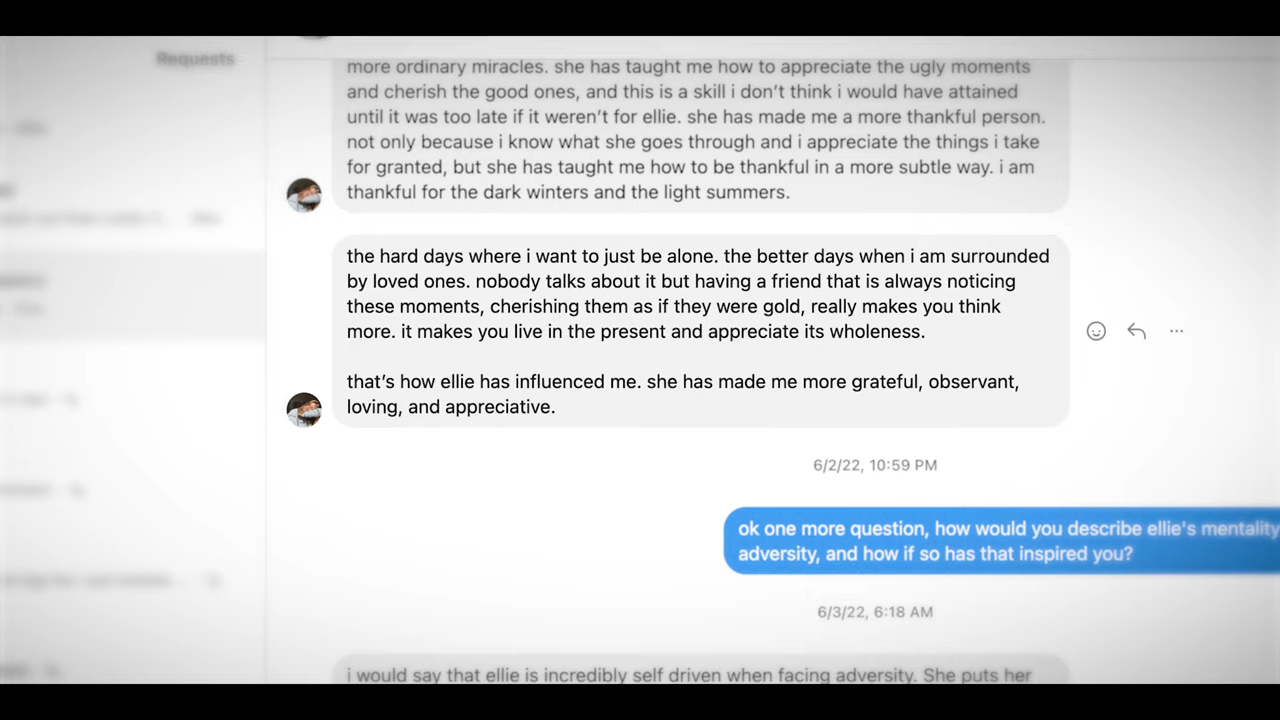 Requests
more ordinary miracles. she has taught me how to appreciate the ugly moments
and cherish the good ones, and this is a skill i don’t think i would have attained
until it was too late if it weren’t for ellie. she has made me a more thankful person.
not only because i know what she goes through and i appreciate the things i take
for granted, but she has taught me how to be thankful in a more subtle way. i am
thankful for the dark winters and the light summers.
the hard days where i want to just be alone. the better days when i am surrounded
by loved ones. nobody talks about it but having a friend that is always noticing
these moments, cherishing them as if they were gold, really makes you think
more. it makes you live in the present and appreciate its wholeness.
that’s how ellie has influenced me. she has made me more grateful, observant,
loving, and appreciative.
6/2/22, 10:59 PM
ok one more question, how would you describe ellie's mentality
adversity, and how if so has that inspired you?
6/3/22, 6:18 AM
i would say that ellie is incredibly self driven when facing adversity. She puts her